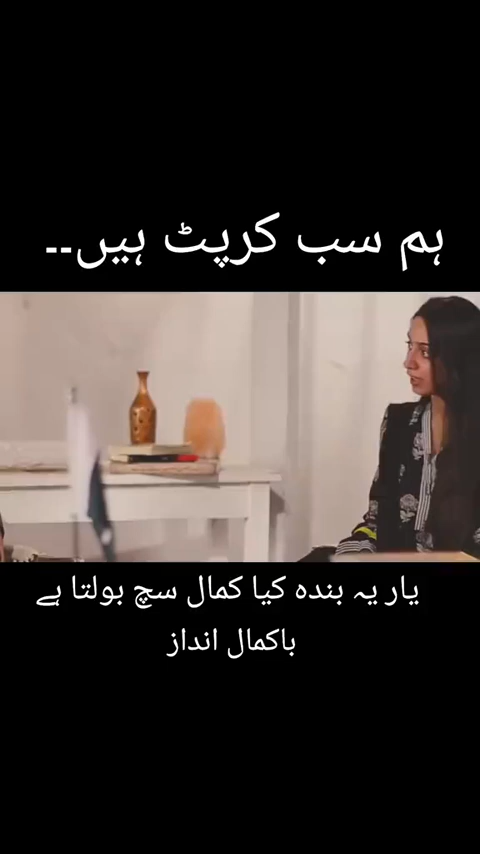 ہم سب کرپٹ ہیں۔۔
یار یہ بندہ کیا کمال سچ بولتا ہے
باکمال انداز